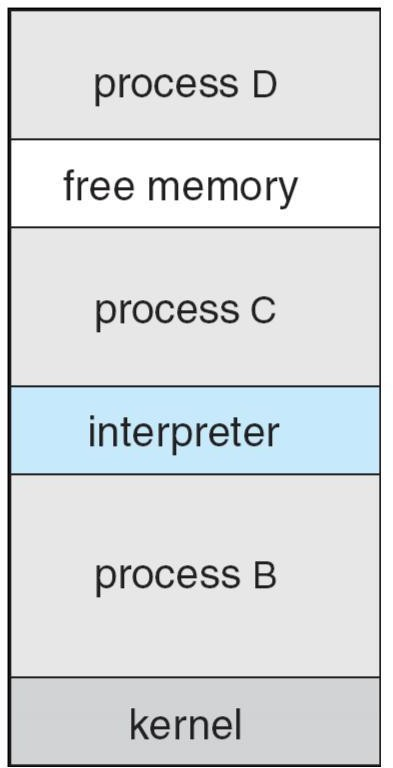 process D
free memory
process C
interpreter
process B
kernel